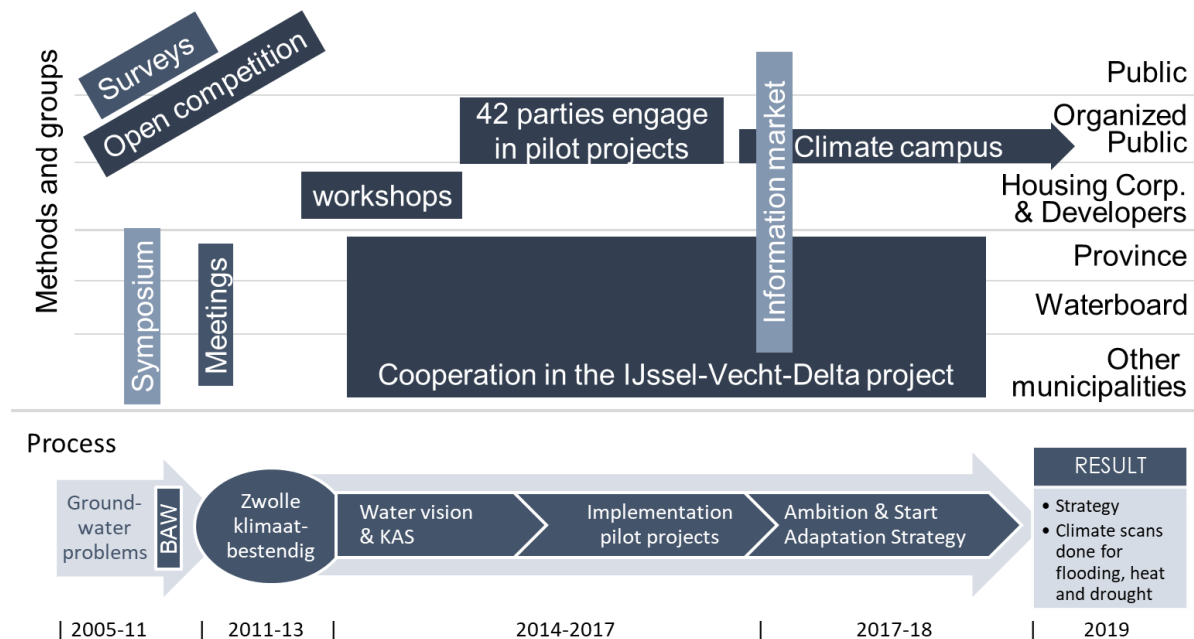 Methods and groups
Surveys
Open competition
42 parties engage
in pilot projects
workshops
Symposium
Meetings
Information market
Climate campus
Cooperation in the IJssel-Vecht-Delta project
Public
Organized
Public
Housing Corp.
& Developers
Province
Waterboard
Other
municipalities
Process
Ground-
water
problems
BAW
Zwolle
klimaat-
bestendig
Water vision
& KAS
Implementation
pilot projects
Ambition & Start
Adaptation Strategy
RESULT
• Strategy
• Climate scans
done for
flooding, heat
and drought
2005-11
2011-13
2014-2017
2017-18
2019